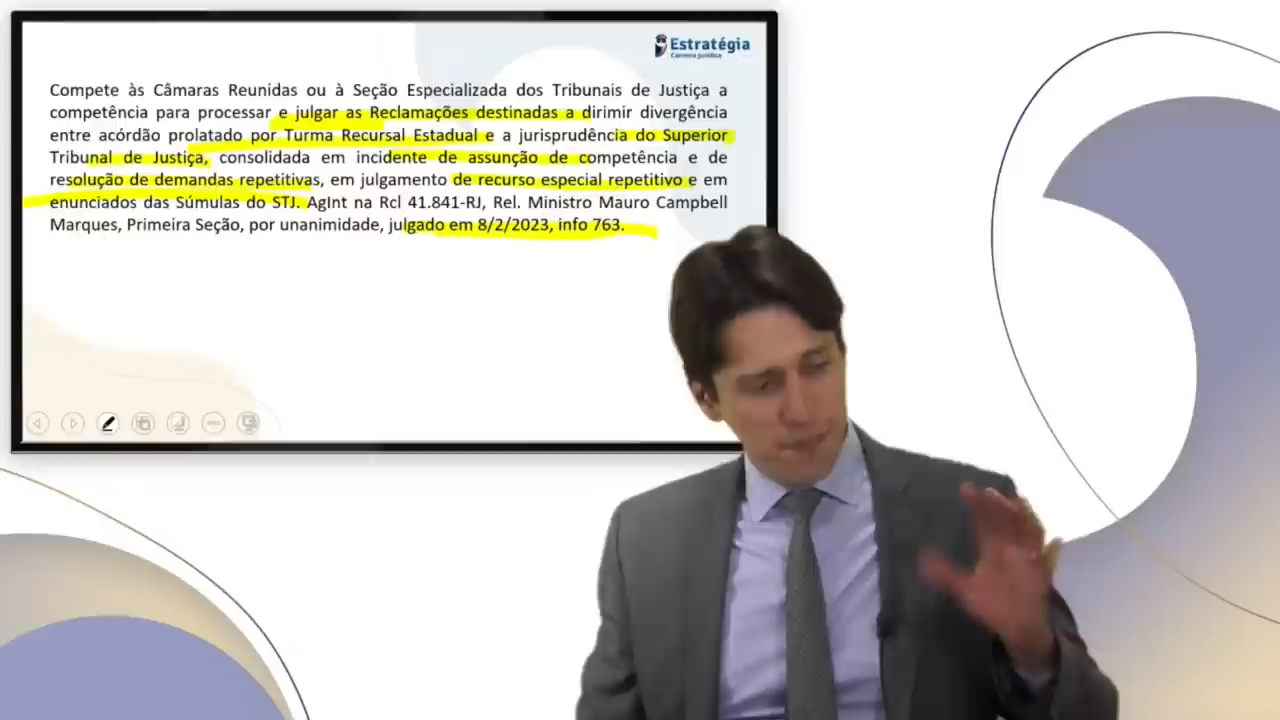 Estratégia
Carreira Jurídica
Compete às Câmaras Reunidas ou à Seção Especializada dos Tribunais de Justiça a
competência para processar e julgar as Reclamações destinadas a dirimir divergência
entre acórdão prolatado por Turma Recursal Estadual e a jurisprudência do Superior
Tribunal de Justiça, consolidada em incidente de assunção de competência e de
resolução de demandas repetitivas, em julgamento de recurso especial repetitivo e em
enunciados das Súmulas do STJ. AgInt na Rcl 41.841-RJ, Rel. Ministro Mauro Campbell
Marques, Primeira Seção, por unanimidade, julgado em 8/2/2023, info 763.